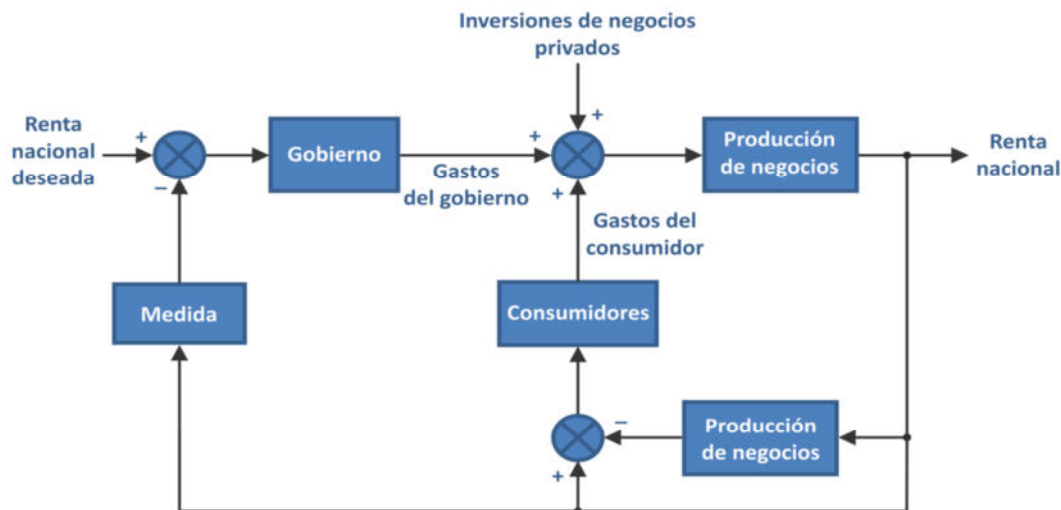 Inversiones de negocios
privados
Renta
nacional
deseada
+
−
Gobierno
Gastos
del gobierno
+
+
+
Producción
de negocios
Renta
nacional
Gastos del
consumidor
Medida
Consumidores
−
+
Producción
de negocios